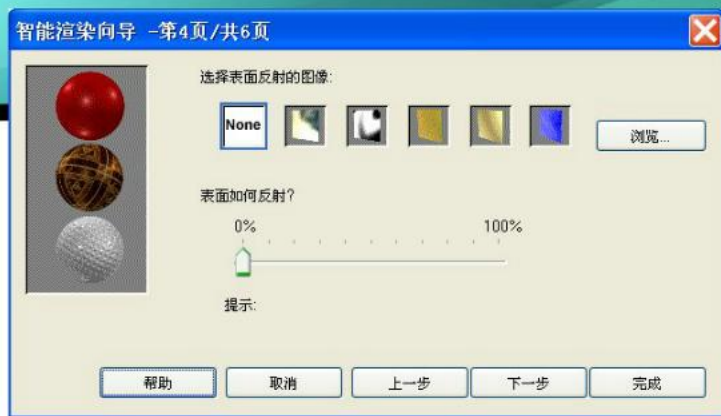 智能渲染向导 -第4页/共6页
选择表面反射的图像:
None
浏览...
表面如何反射?
0% 100%
提示:
帮助 取消 上一步 下一步 完成